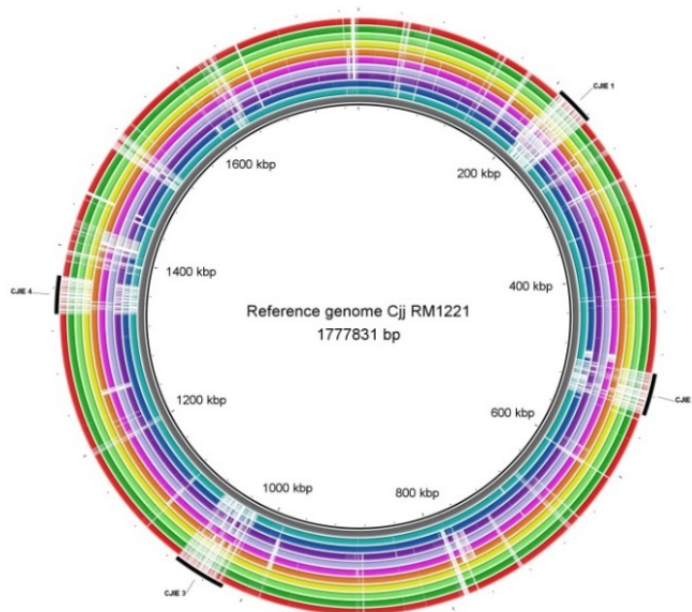 CJIE 1
1600 kbp
200 kbp
1400 kbp
400 kbp
CJIE 4
Reference genome Cjj RM1221
1777831 bp
CJIE
1200 kbp
600 kbp
1000 kbp
800 kbp
CJIE 3